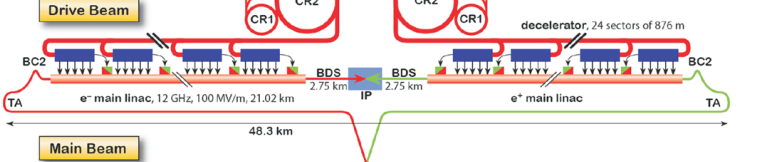 Drive Beam
CR1
CR2
CR2
CR1
decelerator, 24 sectors of 876 m
BC2
BDS
2.75 km
IP
BDS
2.75 km
BC2
TA
e– main linac, 12 GHz, 100 MV/m, 21.02 km
e+ main linac
TA
48.3 km
Main Beam